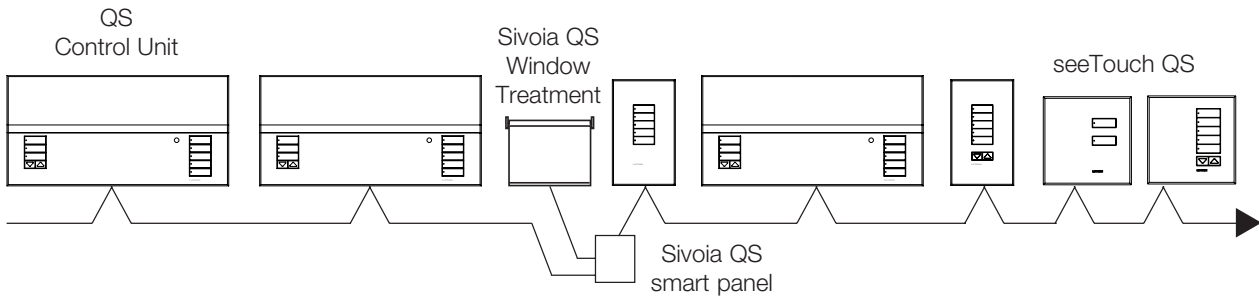 QS
Control Unit
Sivoia QS
Window
Treatment
seeTouch QS
Sivoia QS
smart panel